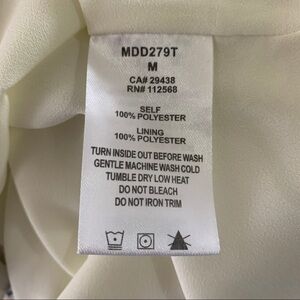 MDD279T
M
CA# 29438
RN# 112568
SELF
100% POLYESTER
LINING
100% POLYESTER
TURN INSIDE OUT BEFORE WASH
GENTLE MACHINE WASH COLD
TUMBLE DRY LOW HEAT
DO NOT BLEACH
DO NOT IRON TRIM